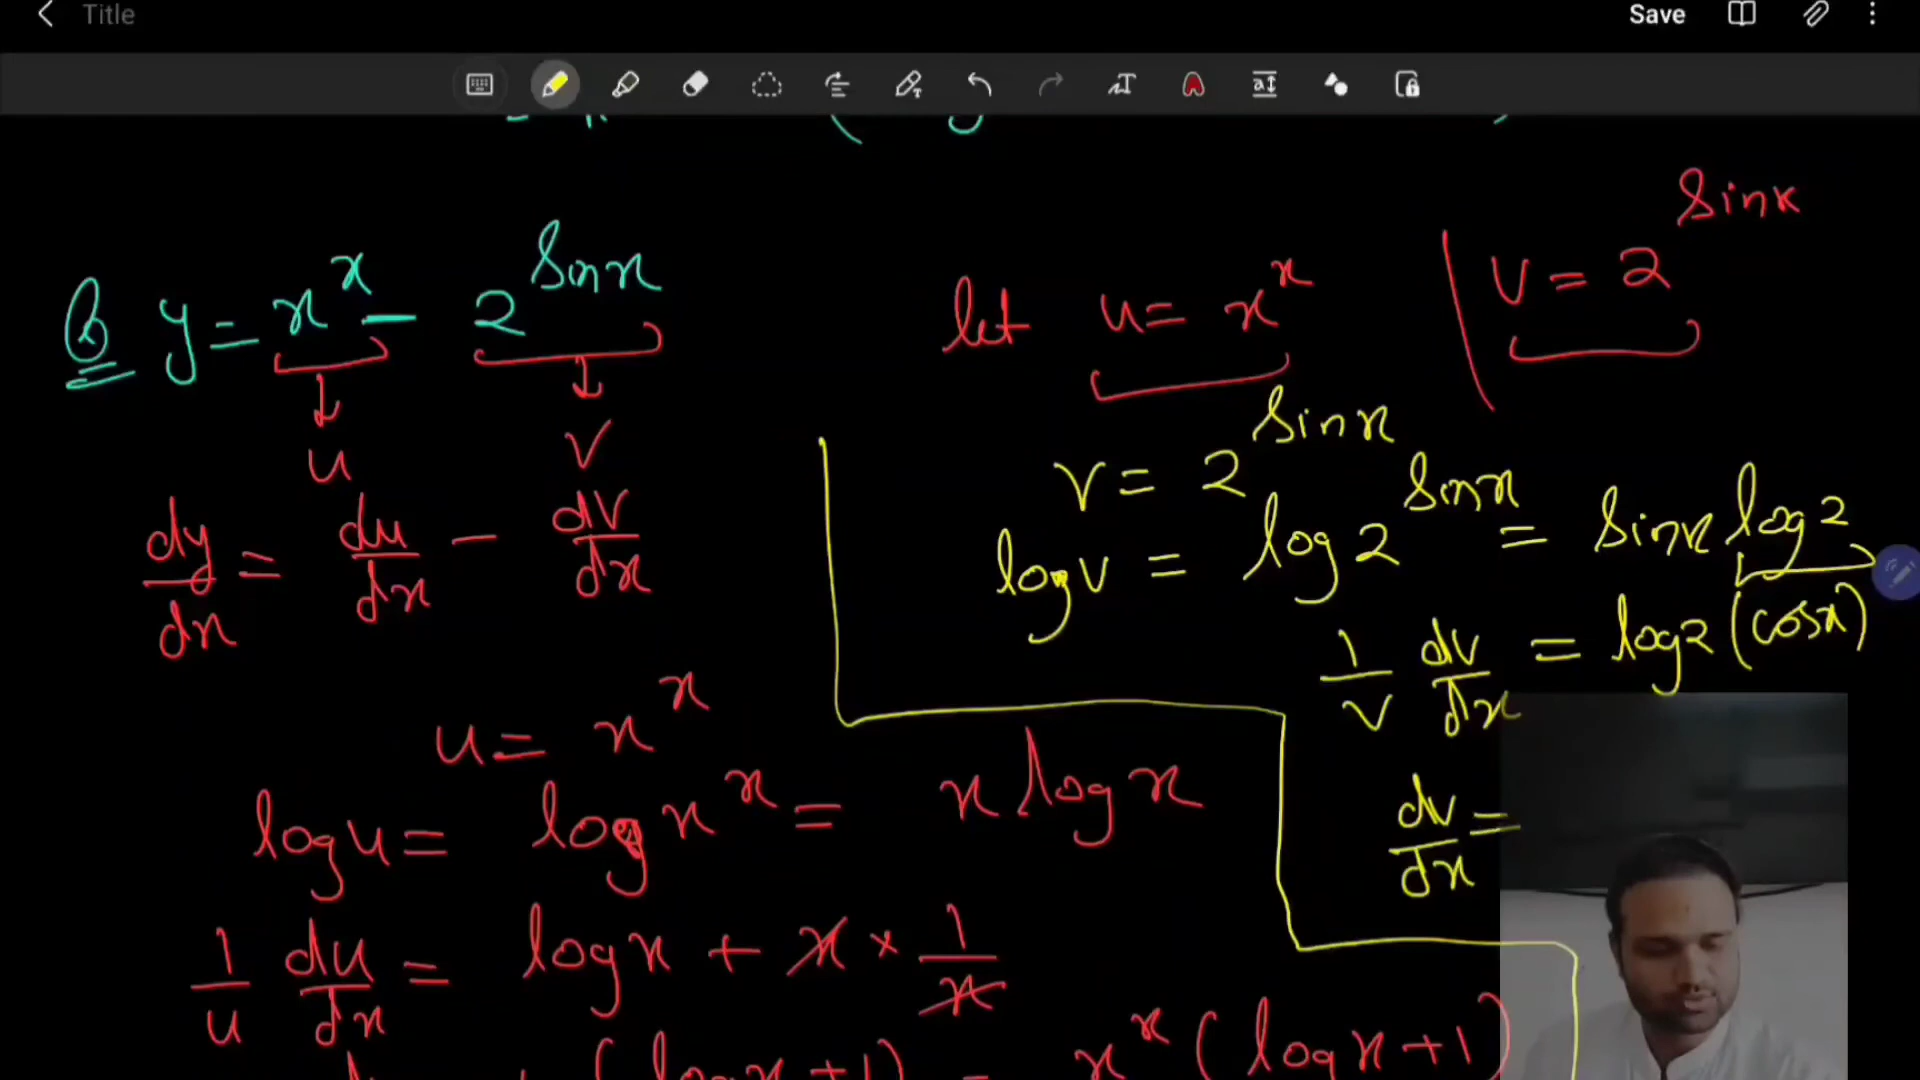 Title
Save
Q y = x^x - 2^sinx
u
v
dy/dx = du/dx - dv/dx
let u = x^x | v = 2^sinx
v = 2^sinx
log v = log 2^sinx = sinx log2
1/v dv/dx = log2 (cosx)
dv/dx =
u = x^x
log u = log x^x = x log x
1/u du/dx = log x + x × 1/x
(log x + 1) = x^x (log x + 1)